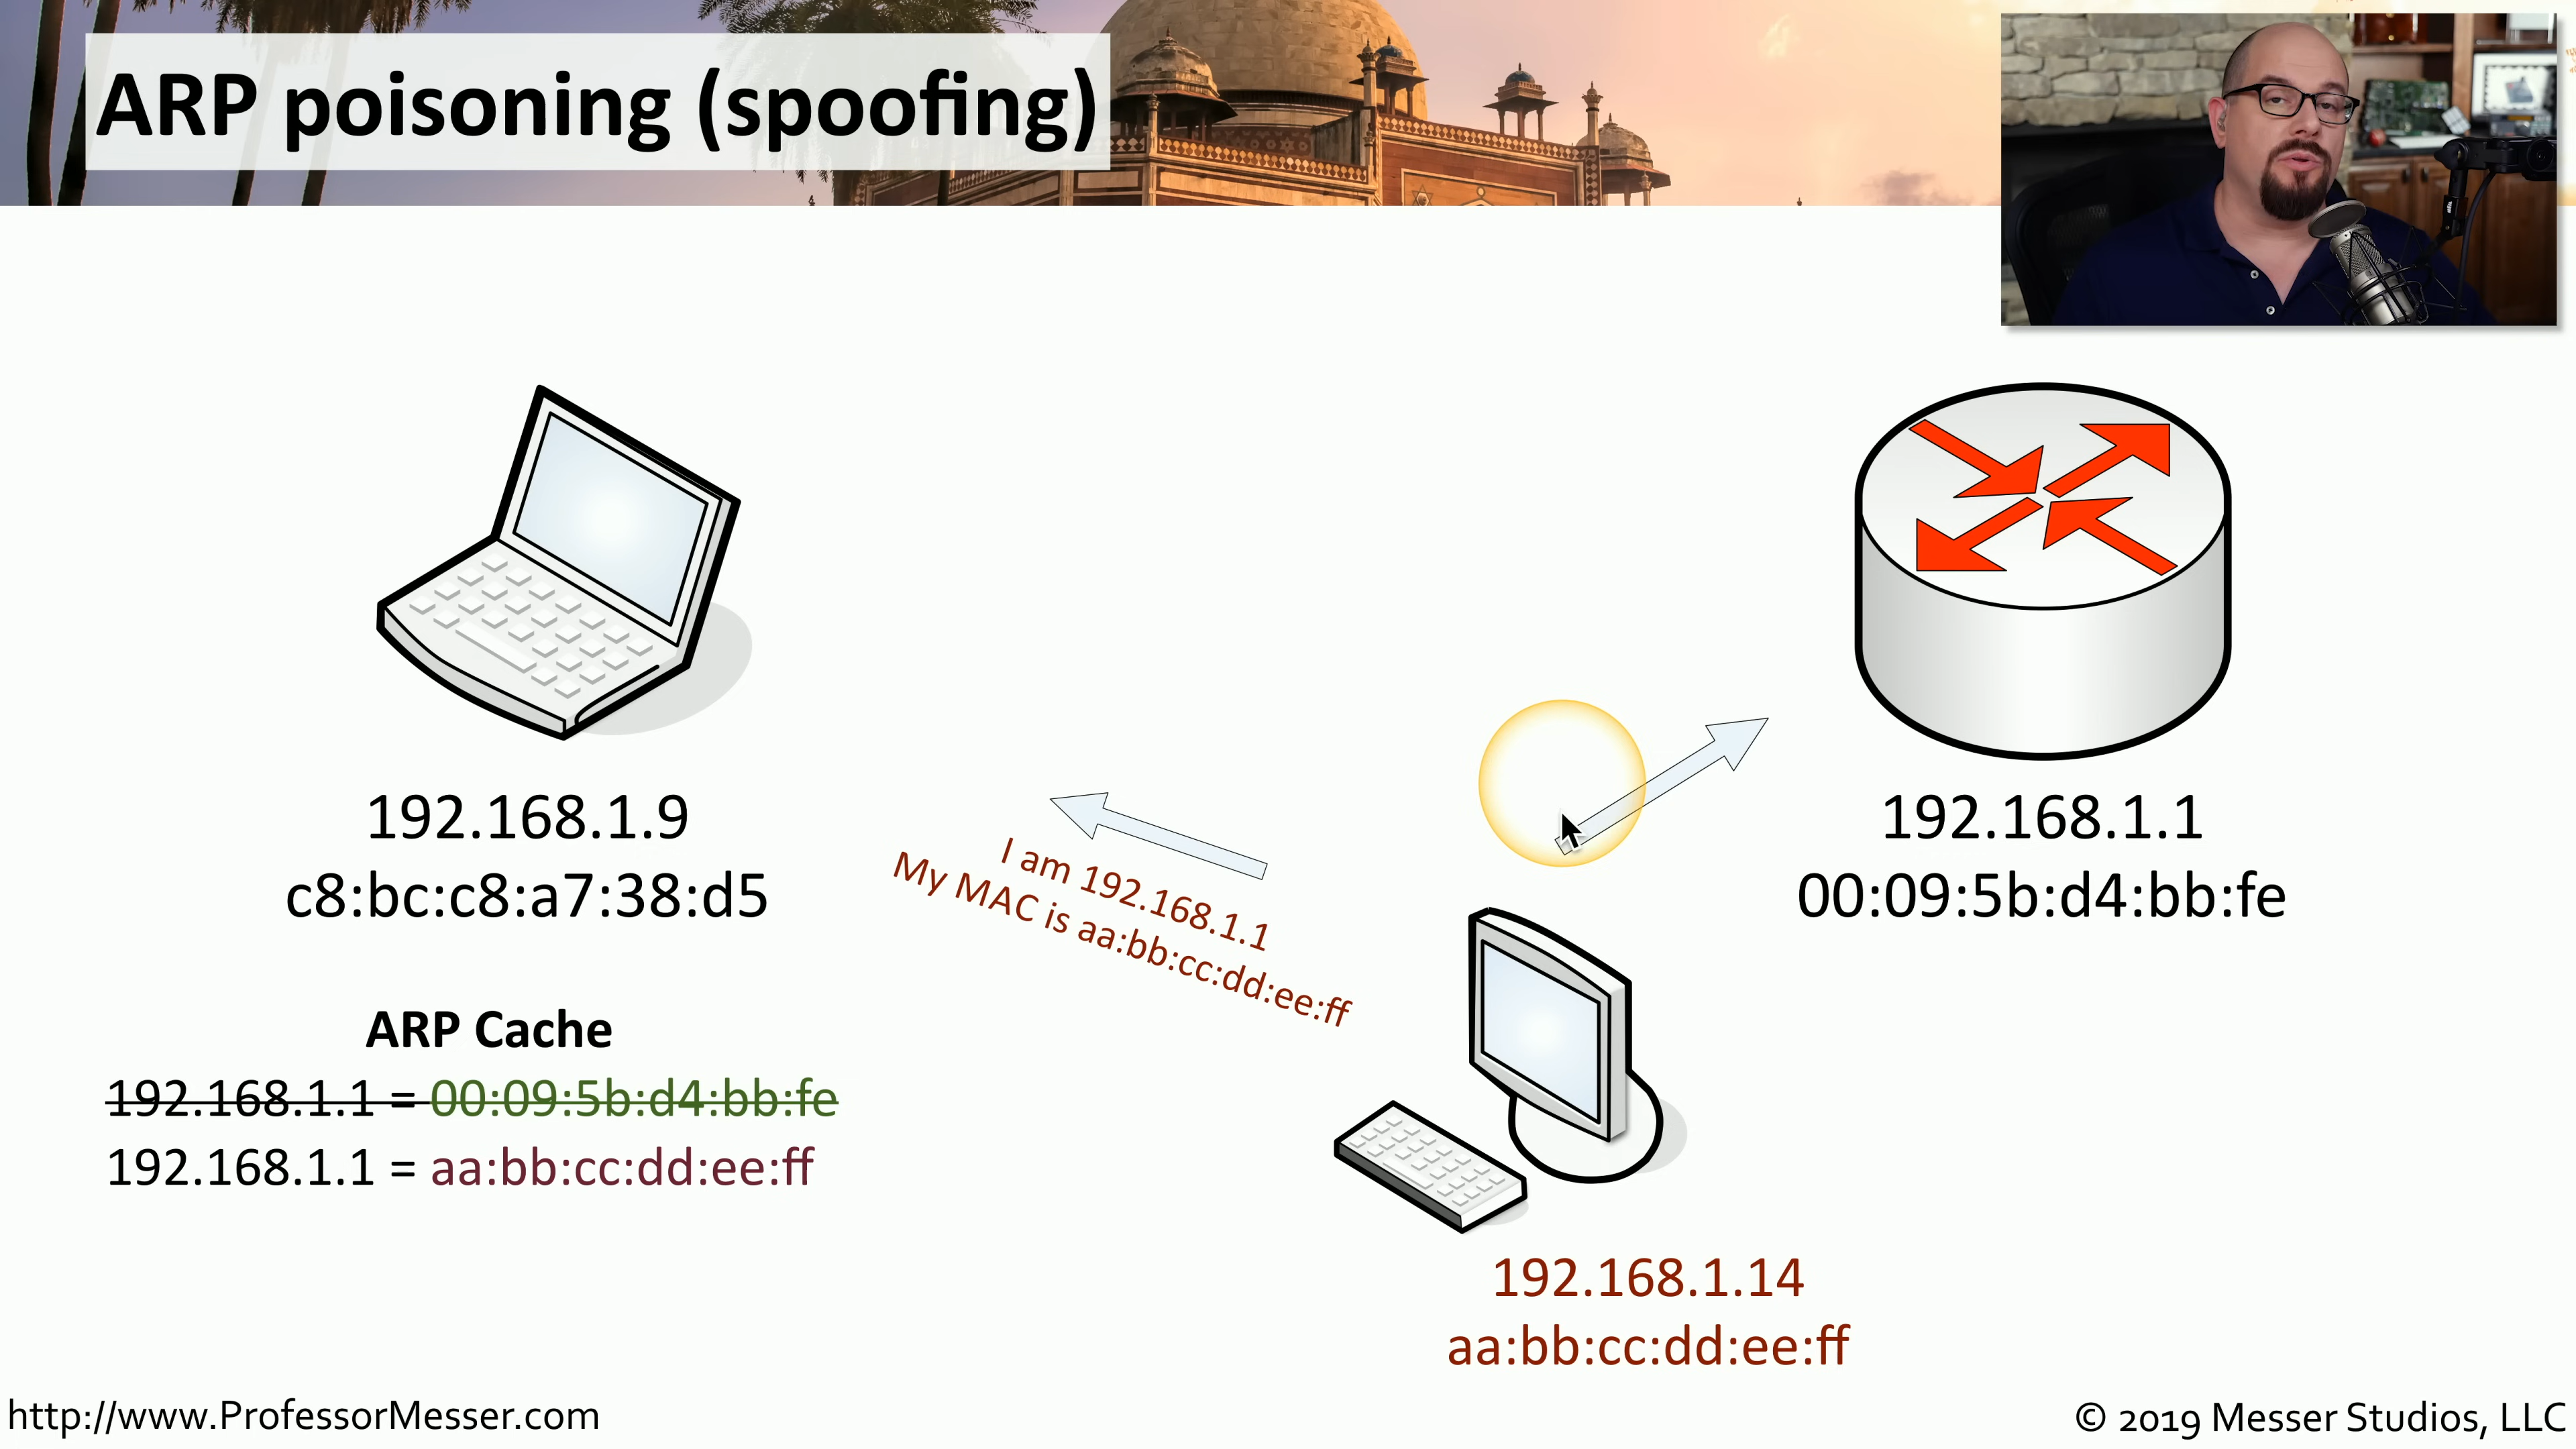 ARP poisoning (spoofing)
192.168.1.9
c8:bc:c8:a7:38:d5
I am 192.168.1.1
My MAC is aa:bb:cc:dd:ee:ff
192.168.1.1
00:09:5b:d4:bb:fe
ARP Cache
192.168.1.1 = 00:09:5b:d4:bb:fe
192.168.1.1 = aa:bb:cc:dd:ee:ff
192.168.1.14
aa:bb:cc:dd:ee:ff
http://www.ProfessorMesser.com
© 2019 Messer Studios, LLC